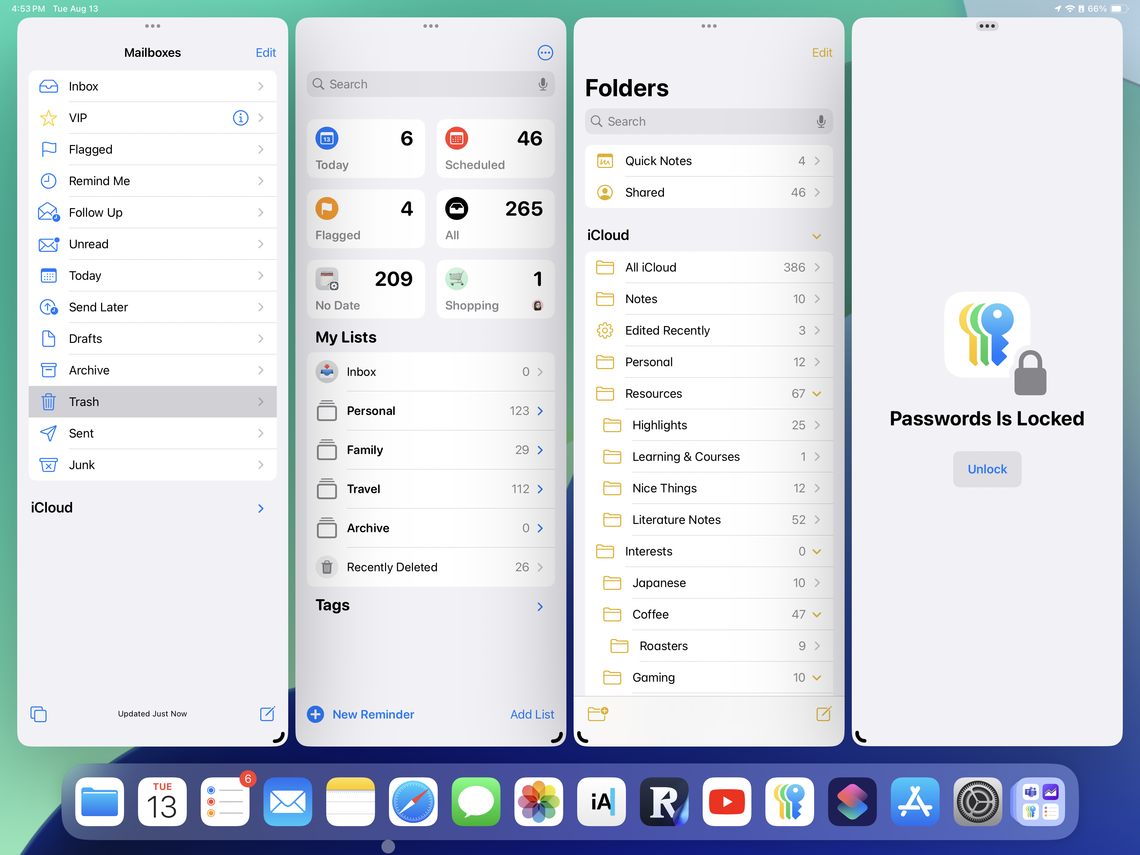 4:53 PM Tue Aug 13
66%
Mailboxes
Edit
Inbox
VIP
Flagged
Remind Me
Follow Up
Unread
Today
Send Later
Drafts
Archive
Trash
Sent
Junk
iCloud
Updated Just Now
Search
13
6
Today
46
Scheduled
4
Flagged
265
All
209
No Date
1
Shopping
My Lists
Inbox 0
Personal 123
Family 29
Travel 112
Archive 0
Recently Deleted 26
Tags
New Reminder
Add List
Edit
Folders
Search
Quick Notes 4
Shared 46
iCloud
All iCloud 386
Notes 10
Edited Recently 3
Personal 12
Resources 67
Highlights 25
Learning & Courses 1
Nice Things 12
Literature Notes 52
Interests 0
Japanese 10
Coffee 47
Roasters 9
Gaming 10
Passwords Is Locked
Unlock
TUE
13
6
iA
R